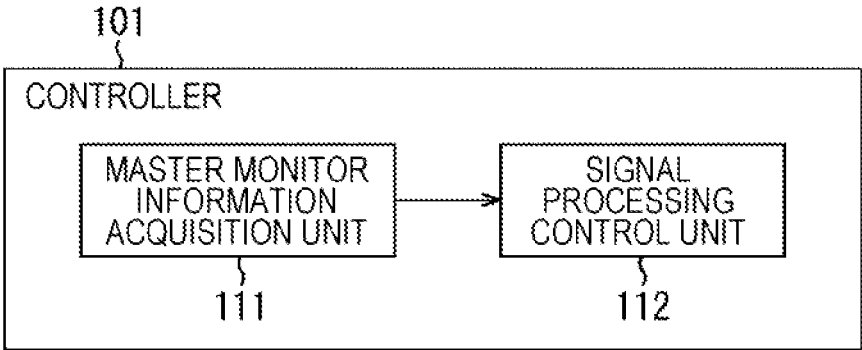 101
CONTROLLER
MASTER MONITOR
INFORMATION
ACQUISITION UNIT
SIGNAL
PROCESSING
CONTROL UNIT
111
112